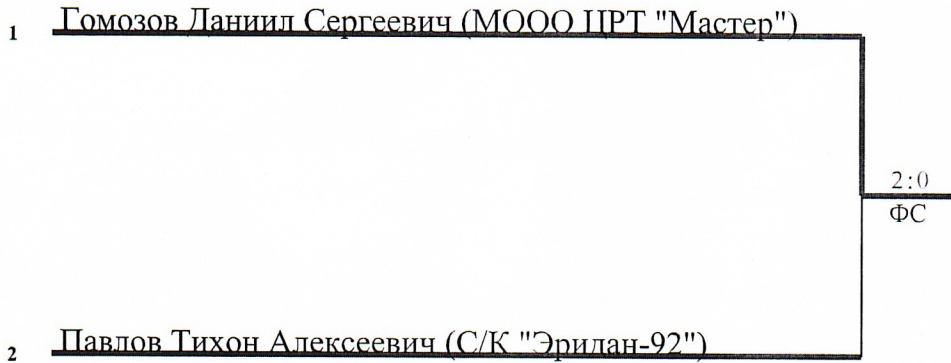 1 Гомозов Даниил Сергеевич (МООО ЦРТ "Мастер")
2:0
ФС
2 Павлов Тихон Алексеевич (С/К "Эридан-92")